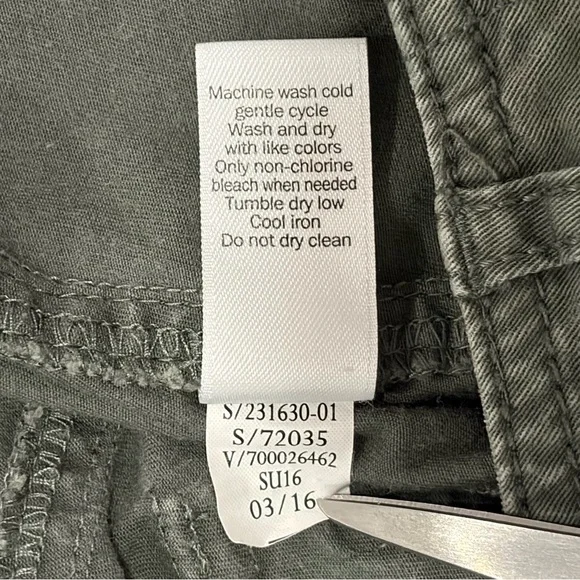 Machine wash cold
gentle cycle
Wash and dry
with like colors
Only non-chlorine
bleach when needed
Tumble dry low
Cool iron
Do not dry clean
S/231630-01
S/72035
V/700026462
SU16
03/16